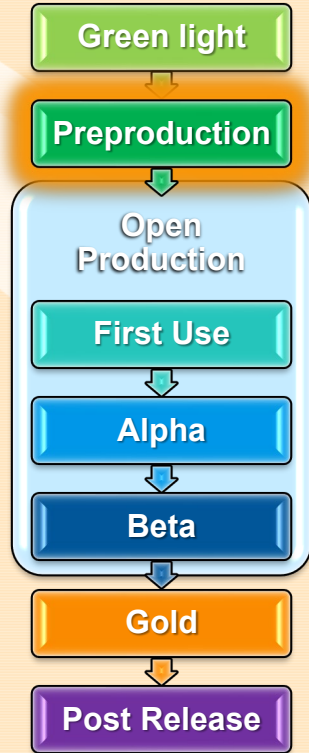 Green light
Preproduction
Open
Production
First Use
Alpha
Beta
Gold
Post Release